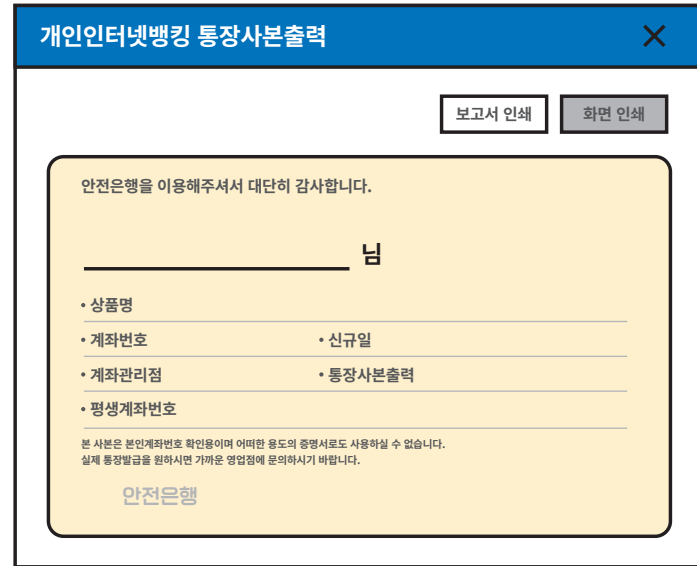 개인인터넷뱅킹 통장사본출력
보고서 인쇄 화면 인쇄
안전은행을 이용해주셔서 대단히 감사합니다.
님
• 상품명
• 계좌번호 • 신규일
• 계좌관리점 • 통장사본출력
• 평생계좌번호
본 사본은 본인계좌번호 확인용이며 어떠한 용도의 증명서로도 사용하실 수 없습니다.
실제 통장발급을 원하시면 가까운 영업점에 문의하시기 바랍니다.
안전은행